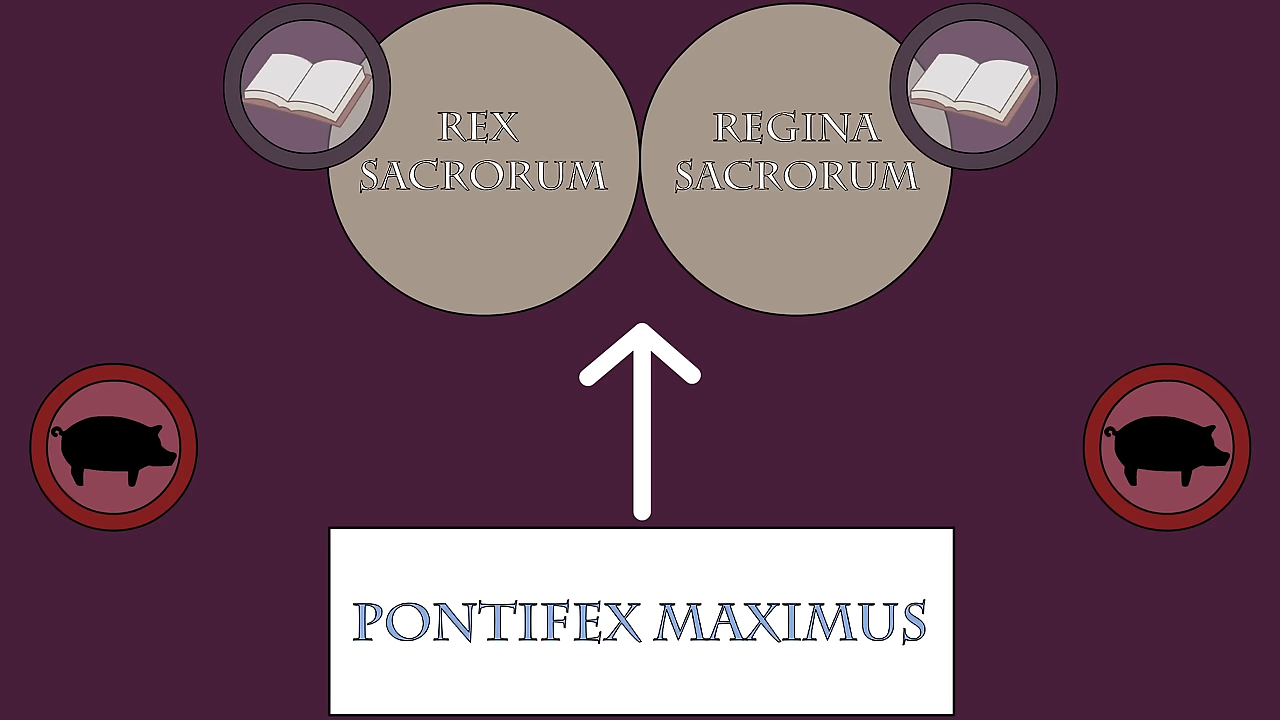 REX
SACRORUM
REGINA
SACRORUM
PONTIFEX MAXIMUS